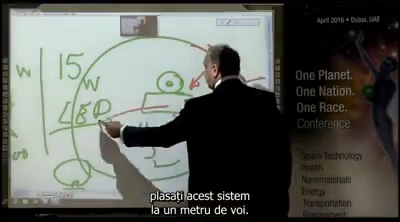 April 2016 • Dubai, UAE
W
15
W
LED
One Planet.
One Nation.
One Race.
Conference
Space Technology
Health
Nanomaterials
Energy
Transportation
plasați acest sistem
la un metru de voi.